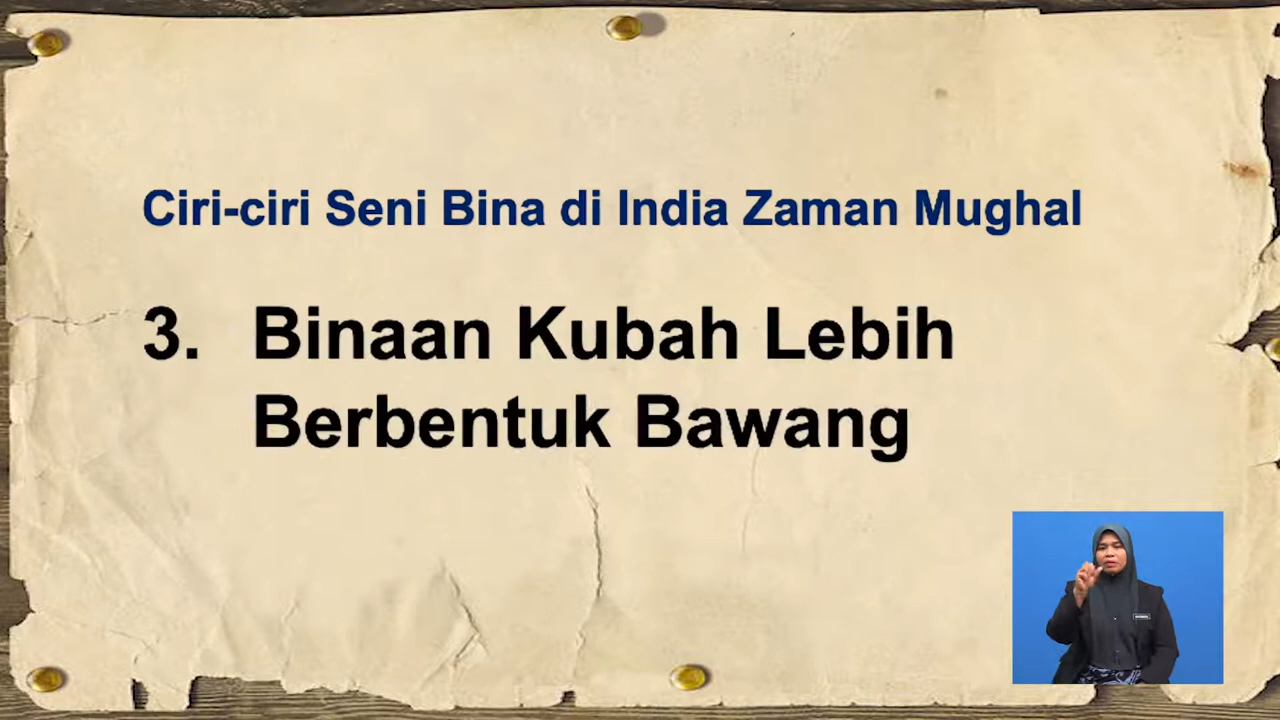 Ciri-ciri Seni Bina di India Zaman Mughal
3. Binaan Kubah Lebih
Berbentuk Bawang